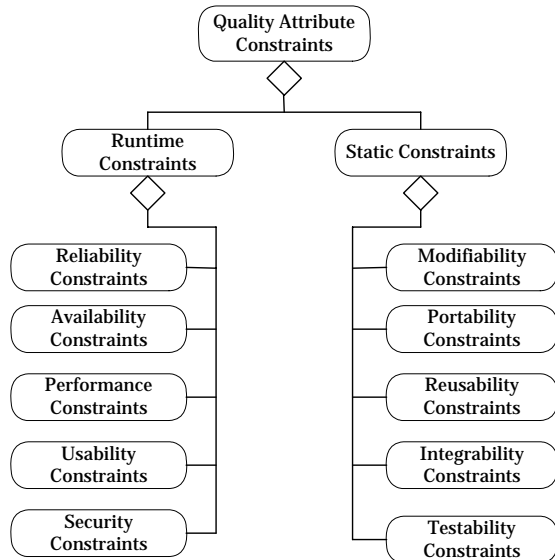 Quality Attribute
Constraints
Runtime
Constraints
Static Constraints
Reliability
Constraints
Availability
Constraints
Performance
Constraints
Usability
Constraints
Security
Constraints
Modifiability
Constraints
Portability
Constraints
Reusability
Constraints
Integrability
Constraints
Testability
Constraints